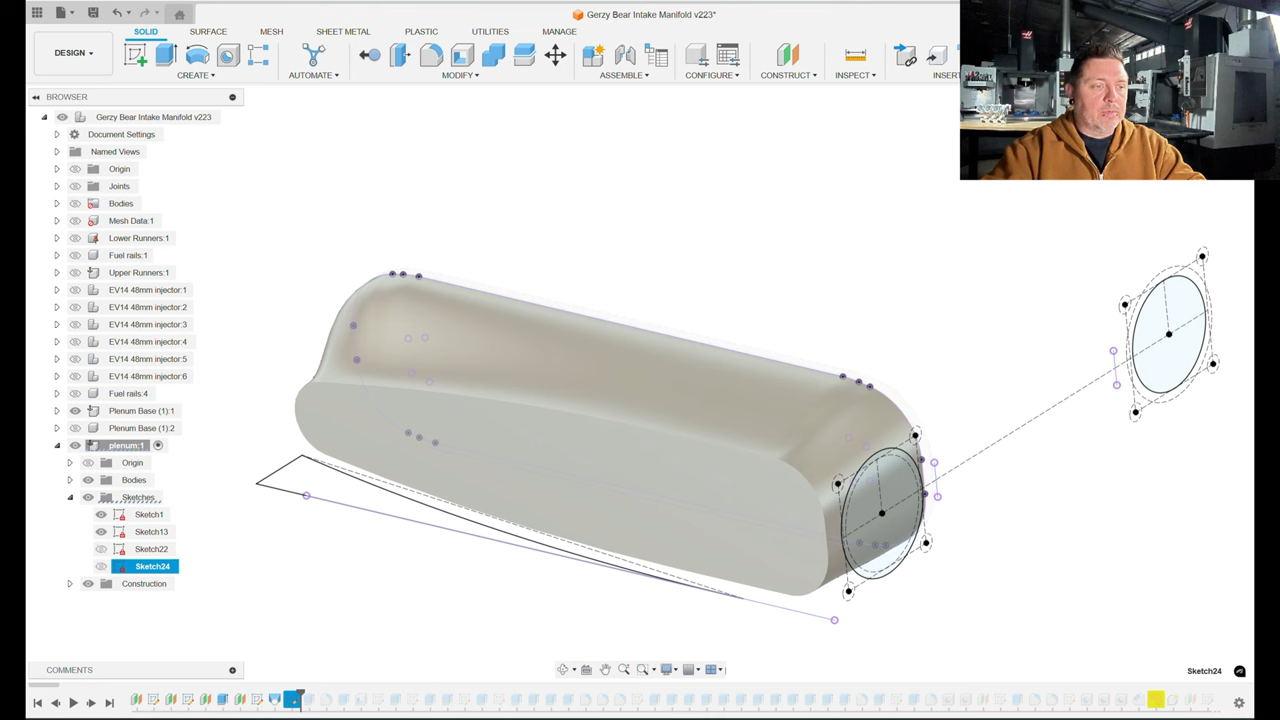 Gerzy Bear Intake Manifold v223*
SOLID SURFACE MESH SHEET METAL PLASTIC UTILITIES MANAGE
DESIGN
CREATE AUTOMATE MODIFY ASSEMBLE CONFIGURE CONSTRUCT INSPECT INSERT
BROWSER
Gerzy Bear Intake Manifold v223
Document Settings
Named Views
Origin
Joints
Bodies
Mesh Data:1
Lower Runners:1
Fuel rails:1
Upper Runners:1
EV14 48mm injector:1
EV14 48mm injector:2
EV14 48mm injector:3
EV14 48mm injector:4
EV14 48mm injector:5
EV14 48mm injector:6
Fuel rails:4
Plenum Base (1):1
Plenum Base (1):2
plenum:1
Origin
Bodies
Sketches
Sketch1
Sketch13
Sketch22
Sketch24
Construction
COMMENTS
Sketch24